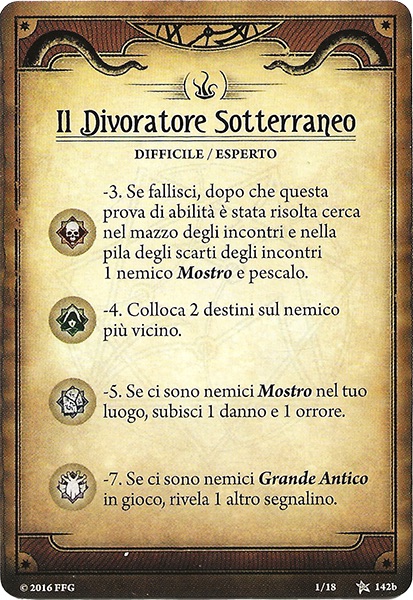 Il Divoratore Sotterraneo
DIFFICILE / ESPERTO
-3. Se fallisci, dopo che questa
prova di abilità è stata risolta cerca
nel mazzo degli incontri e nella
pila degli scarti degli incontri
1 nemico Mostro e pescalo.
-4. Colloca 2 destini sul nemico
più vicino.
-5. Se ci sono nemici Mostro nel tuo
luogo, subisci 1 danno e 1 orrore.
-7. Se ci sono nemici Grande Antico
in gioco, rivela 1 altro segnalino.
© 2016 FFG 1/18 142b